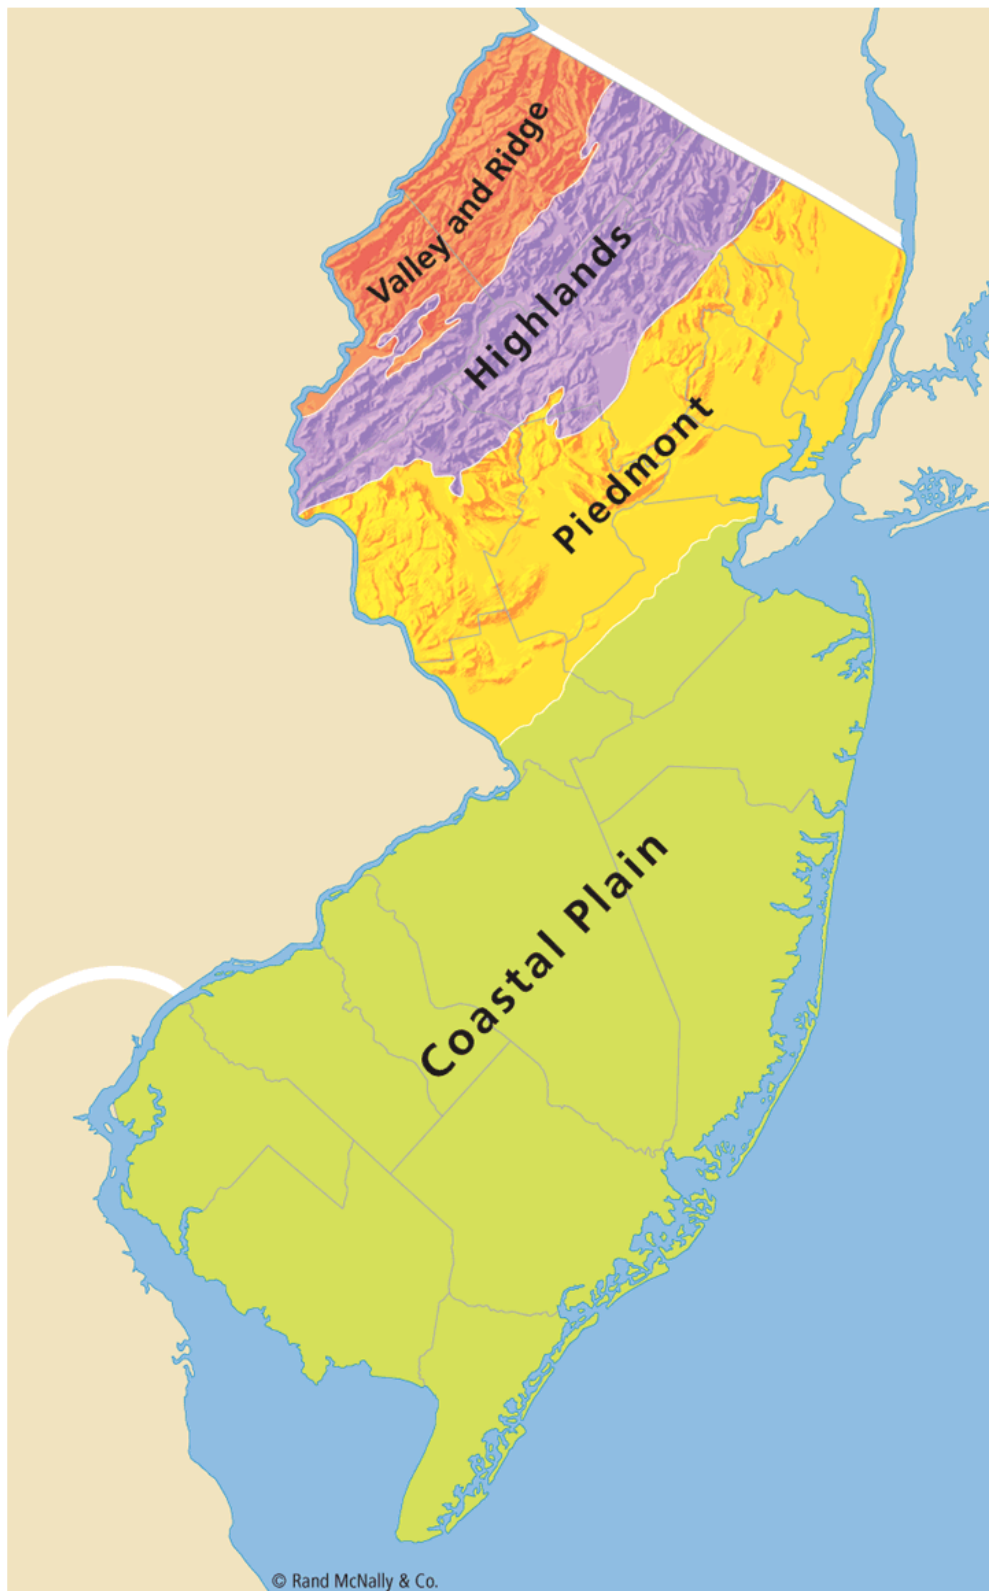 Valley and Ridge
Highlands
Piedmont
Coastal Plain
© Rand McNally & Co.